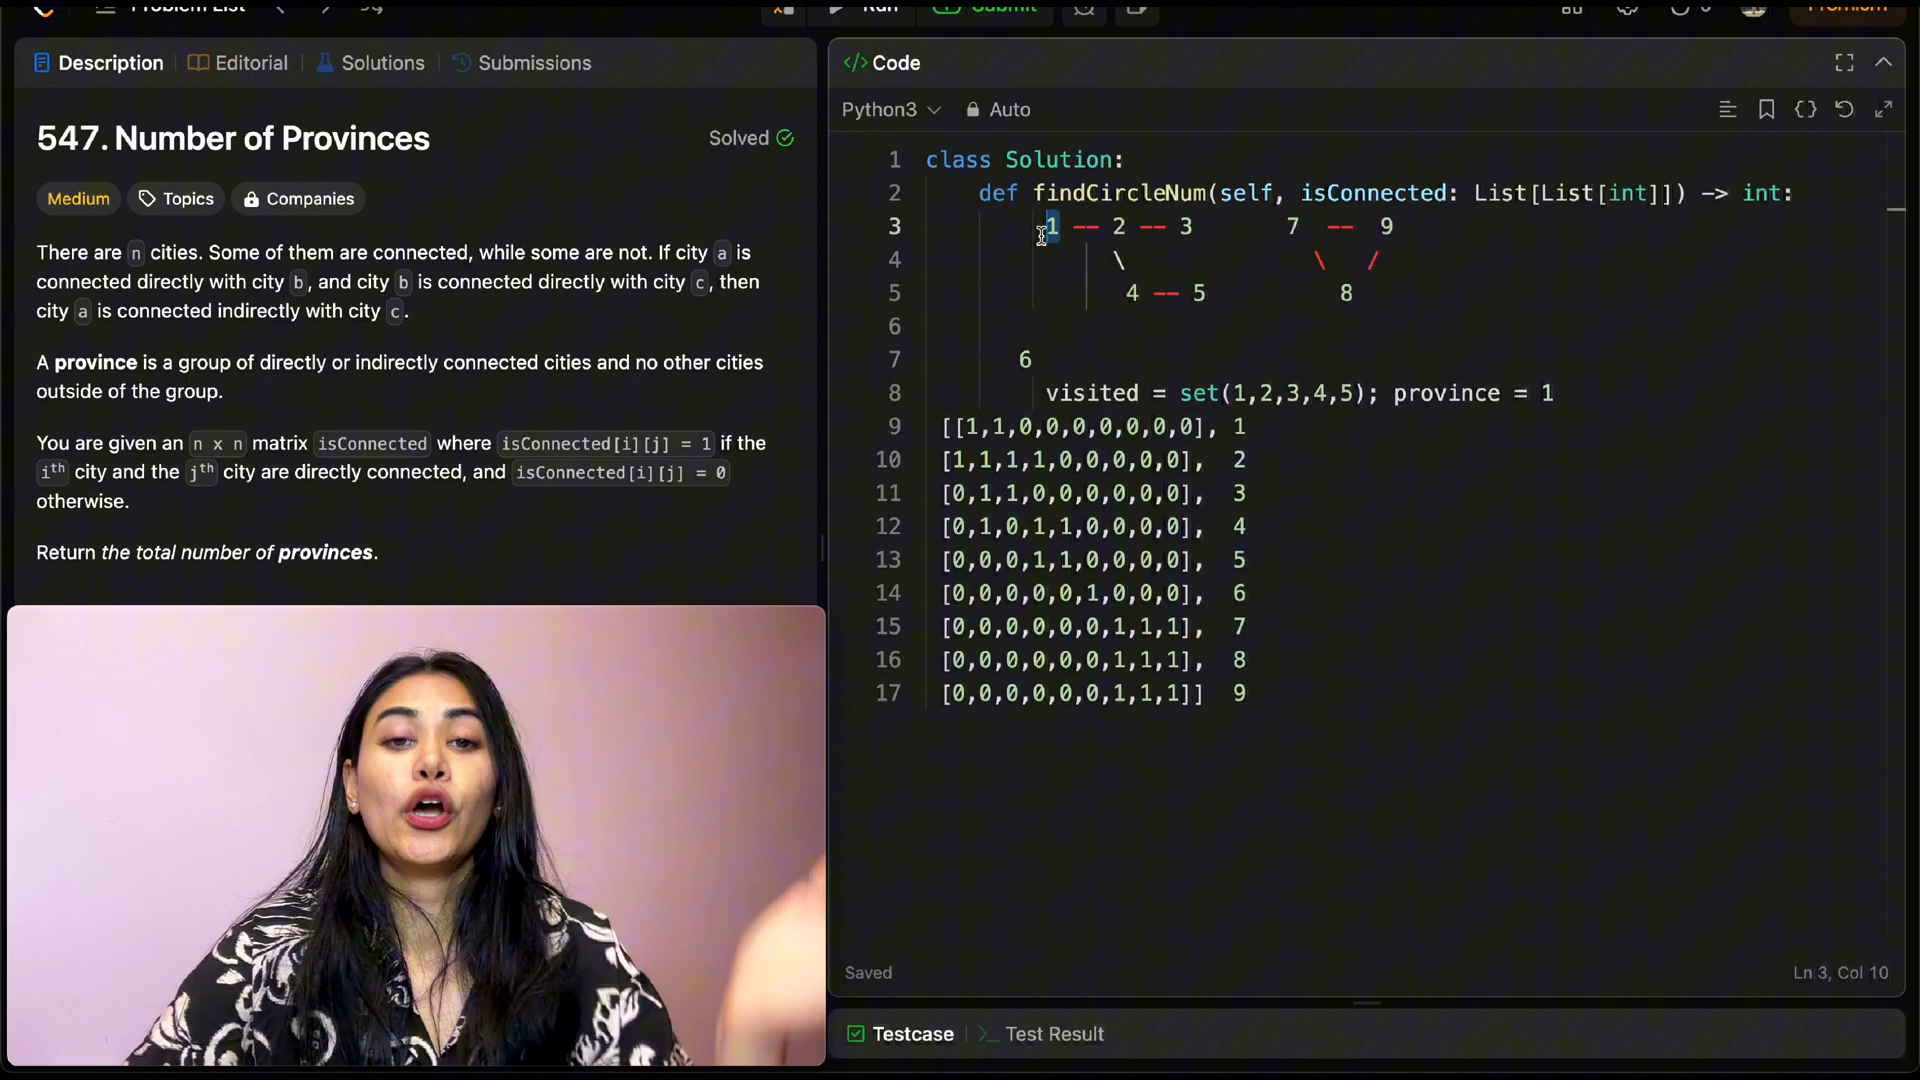 Problem List
Run
Submit
0
Premium
Description
Editorial
Solutions
Submissions
547. Number of Provinces
Solved
Medium
Topics
Companies
There are n cities. Some of them are connected, while some are not. If city a is
connected directly with city b, and city b is connected directly with city c, then
city a is connected indirectly with city c.
A province is a group of directly or indirectly connected cities and no other cities
outside of the group.
You are given an n x n matrix isConnected where isConnected[i][j] = 1 if the
ith city and the jth city are directly connected, and isConnected[i][j] = 0
otherwise.
Return the total number of provinces.
</> Code
Python3
Auto
1 class Solution:
2 def findCircleNum(self, isConnected: List[List[int]]) -> int:
3 1 -- 2 -- 3 7 -- 9
4 \ \ /
5 4 -- 5 8
6
7 6
8 visited = set(1,2,3,4,5); province = 1
9 [[1,1,0,0,0,0,0,0,0], 1
10 [1,1,1,1,0,0,0,0,0], 2
11 [0,1,1,0,0,0,0,0,0], 3
12 [0,1,0,1,1,0,0,0,0], 4
13 [0,0,0,1,1,0,0,0,0], 5
14 [0,0,0,0,0,1,0,0,0], 6
15 [0,0,0,0,0,0,1,1,1], 7
16 [0,0,0,0,0,0,1,1,1], 8
17 [0,0,0,0,0,0,1,1,1]] 9
Saved
Ln 3, Col 10
Testcase
>_ Test Result